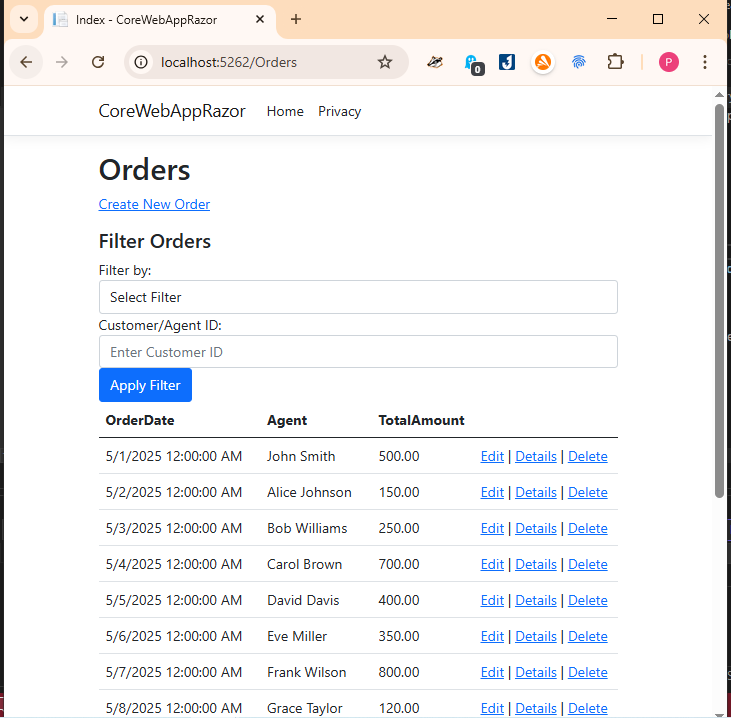 Index - CoreWebAppRazor
localhost:5262/Orders
0
P
CoreWebAppRazor Home Privacy
Orders
Create New Order
Filter Orders
Filter by:
Select Filter
Customer/Agent ID:
Enter Customer ID
Apply Filter
OrderDate Agent TotalAmount
5/1/2025 12:00:00 AM John Smith 500.00 Edit | Details | Delete
5/2/2025 12:00:00 AM Alice Johnson 150.00 Edit | Details | Delete
5/3/2025 12:00:00 AM Bob Williams 250.00 Edit | Details | Delete
5/4/2025 12:00:00 AM Carol Brown 700.00 Edit | Details | Delete
5/5/2025 12:00:00 AM David Davis 400.00 Edit | Details | Delete
5/6/2025 12:00:00 AM Eve Miller 350.00 Edit | Details | Delete
5/7/2025 12:00:00 AM Frank Wilson 800.00 Edit | Details | Delete
5/8/2025 12:00:00 AM Grace Taylor 120.00 Edit | Details | Delete